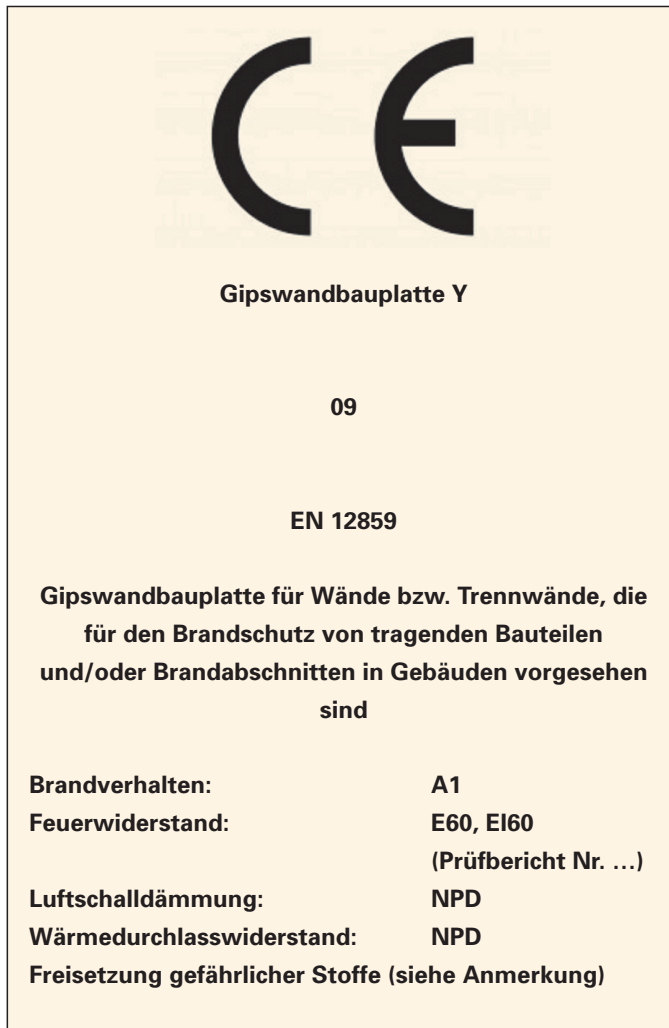 CE
Gipswandbauplatte Y
09
EN 12859
Gipswandbauplatte für Wände bzw. Trennwände, die
für den Brandschutz von tragenden Bauteilen
und/oder Brandabschnitten in Gebäuden vorgesehen
sind
Brandverhalten: A1
Feuerwiderstand: E60, EI60
(Prüfbericht Nr. …)
Luftschalldämmung: NPD
Wärmedurchlasswiderstand: NPD
Freisetzung gefährlicher Stoffe (siehe Anmerkung)